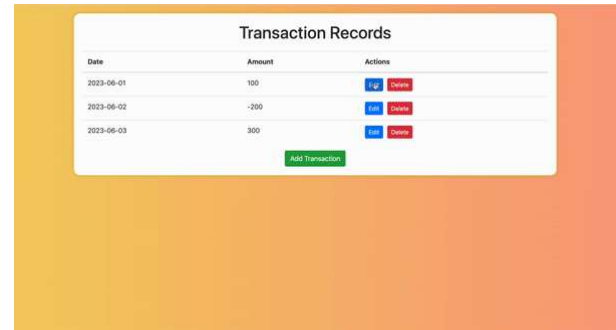 Transaction Records
Date Amount Actions
2023-06-01 100 Edit Delete
2023-06-02 -200 Edit Delete
2023-06-03 300 Edit Delete
Add Transaction